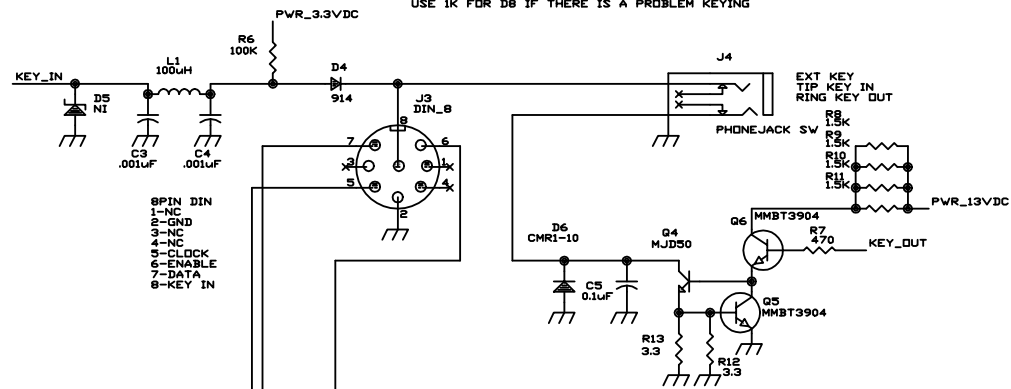 USE 1K FOR D8 IF THERE IS A PROBLEM KEYING
PWR_3.3VDC
R6
100K
J4
L1
100uH
D4
914
KEY_IN
D5
NI
J3
DIN_8
EXT KEY
TIP KEY IN
RING KEY OUT
PHONEJACK SW
C3
.001uF
C4
.001uF
8
7
6
3
1
5
4
2
R8
1.5K
R9
1.5K
R10
1.5K
R11
1.5K
PWR_13VDC
8PIN DIN
1-NC
2-GND
3-NC
4-NC
5-CLOCK
6-ENABLE
7-DATA
8-KEY IN
D6
CMR1-10
Q4
MJD50
Q6
MMBT3904
R7
470
KEY_OUT
C5
0.1uF
Q5
MMBT3904
R13
3.3
R12
3.3